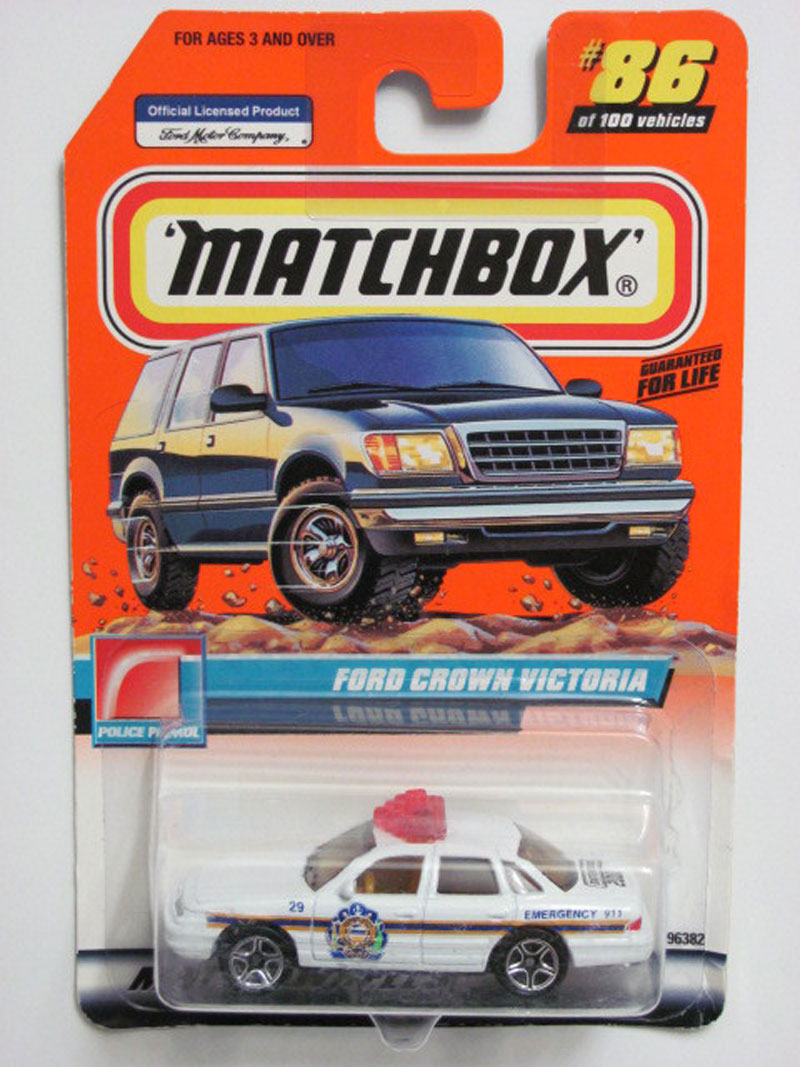 FOR AGES 3 AND OVER
#86
of 100 vehicles
Official Licensed Product
Ford Motor Company,
'MATCHBOX'®
GUARANTEED
FOR LIFE
FORD CROWN VICTORIA
POLICE PATROL
29
EMERGENCY 911
96382